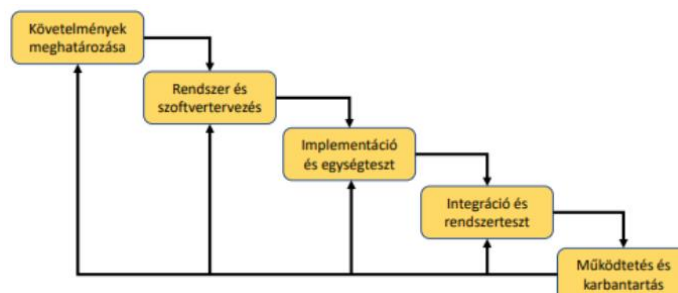 Követelmények
meghatározása
Rendszer és
szoftvertervezés
Implementáció
és egységteszt
Integráció és
rendszerteszt
Működtetés és
karbantartás